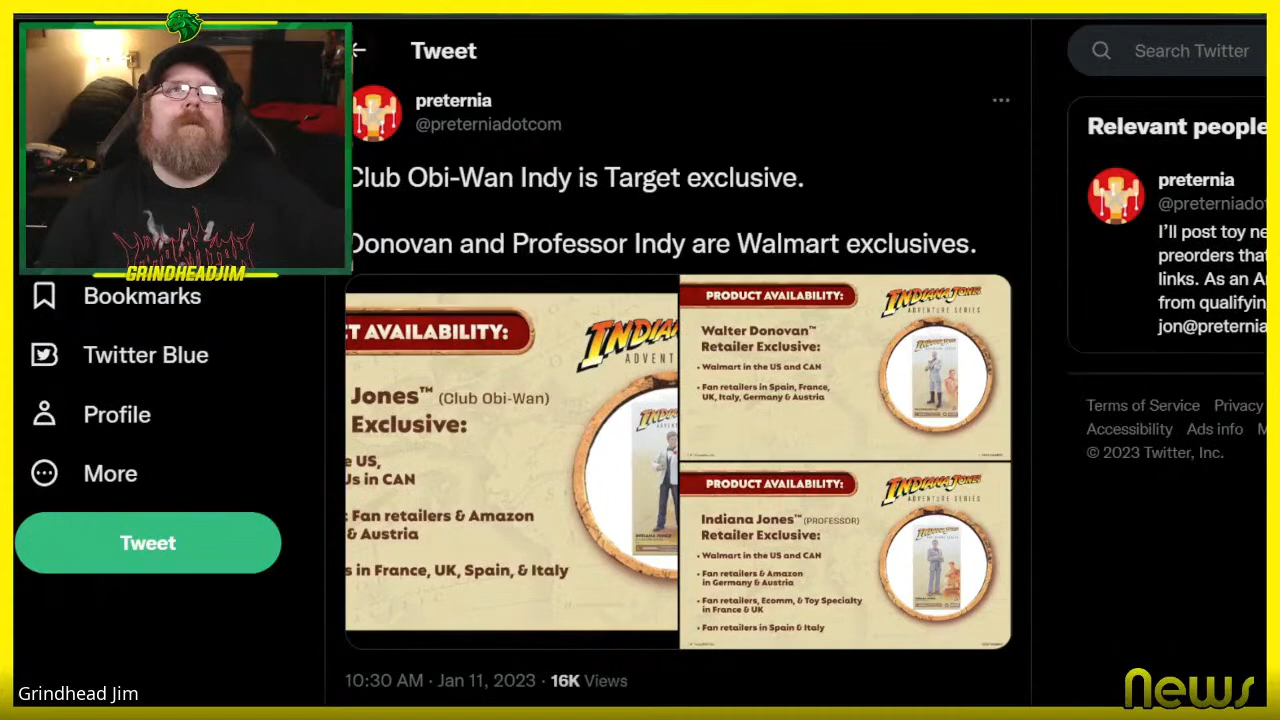 Tweet
preternia
@preterniadotcom
Club Obi-Wan Indy is Target exclusive.
Donovan and Professor Indy are Walmart exclusives.
GRINDHEADJIM
Bookmarks
Twitter Blue
Profile
More
Tweet
T AVAILABILITY:
INDIANA
ADVENT
Jones™ (Club Obi-Wan)
Exclusive:
e US,
Us in CAN
: Fan retailers & Amazon
& Austria
s in France, UK, Spain, & Italy
PRODUCT AVAILABILITY:
INDIANA JONES
ADVENTURE SERIES
Walter Donovan™
Retailer Exclusive:
• Walmart in the US and CAN
• Fan retailers in Spain, France,
UK, Italy, Germany & Austria
PRODUCT AVAILABILITY:
INDIANA JONES
ADVENTURE SERIES
Indiana Jones™ (PROFESSOR)
Retailer Exclusive:
• Walmart in the US and CAN
• Fan retailers & Amazon
in Germany & Austria
• Fan retailers, Ecomm, & Toy Specialty
in France & UK
• Fan retailers in Spain & Italy
10:30 AM · Jan 11, 2023 · 16K Views
Search Twitter
Relevant people
preternia
@preterniado
I'll post toy ne
preorders that
links. As an A
from qualifyin
jon@preternia
Terms of Service Privacy
Accessibility Ads info M
© 2023 Twitter, Inc.
Grindhead Jim
News